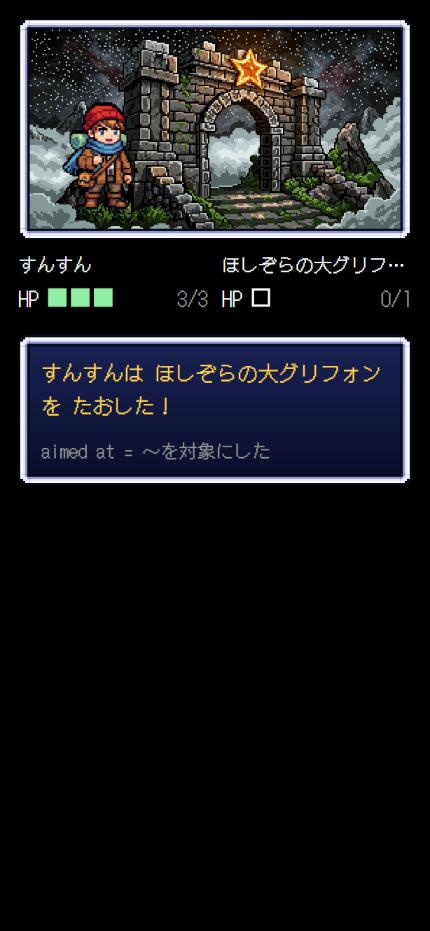 すんすん
ほしぞらの大グリフ…
HP 3/3
HP 0/1
すんすんは ほしぞらの大グリフォン
を たおした！
aimed at = 〜を対象にした